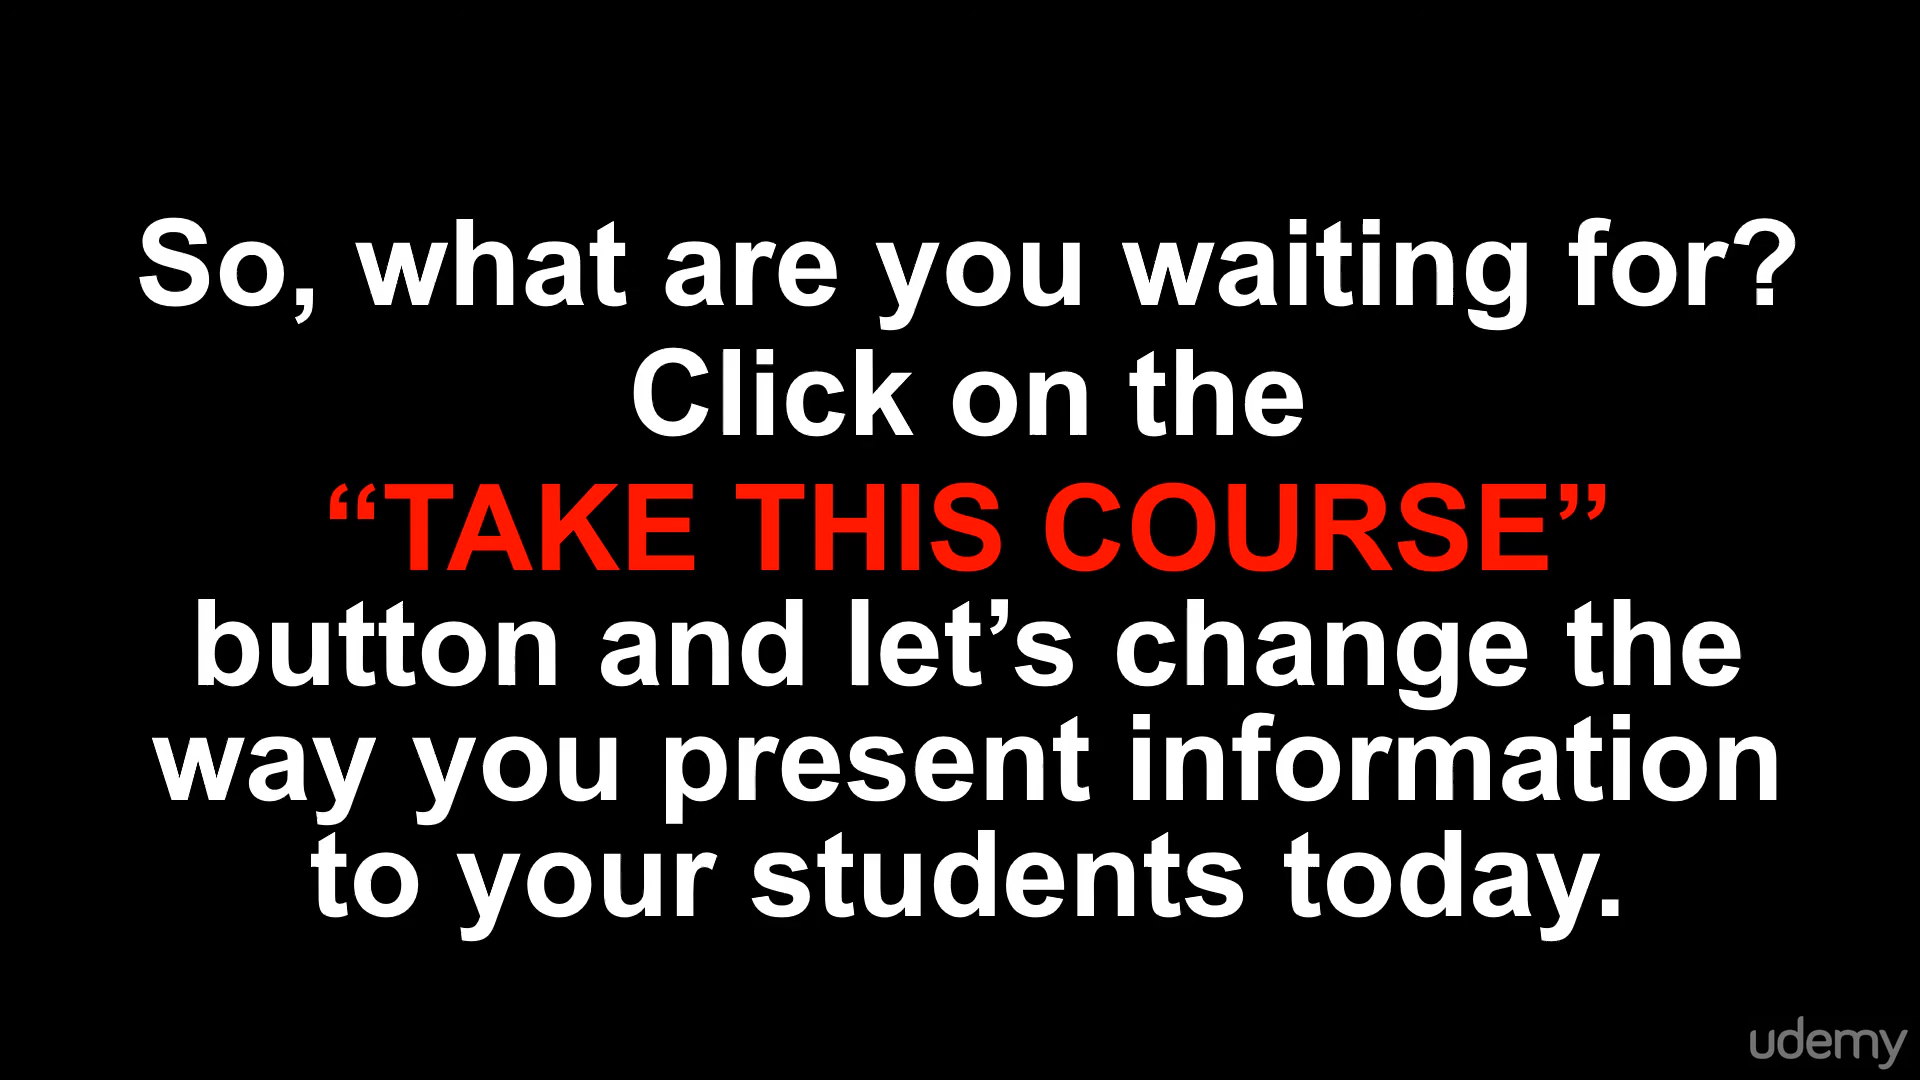 So, what are you waiting for?
Click on the
“TAKE THIS COURSE”
button and let’s change the
way you present information
to your students today.
udemy